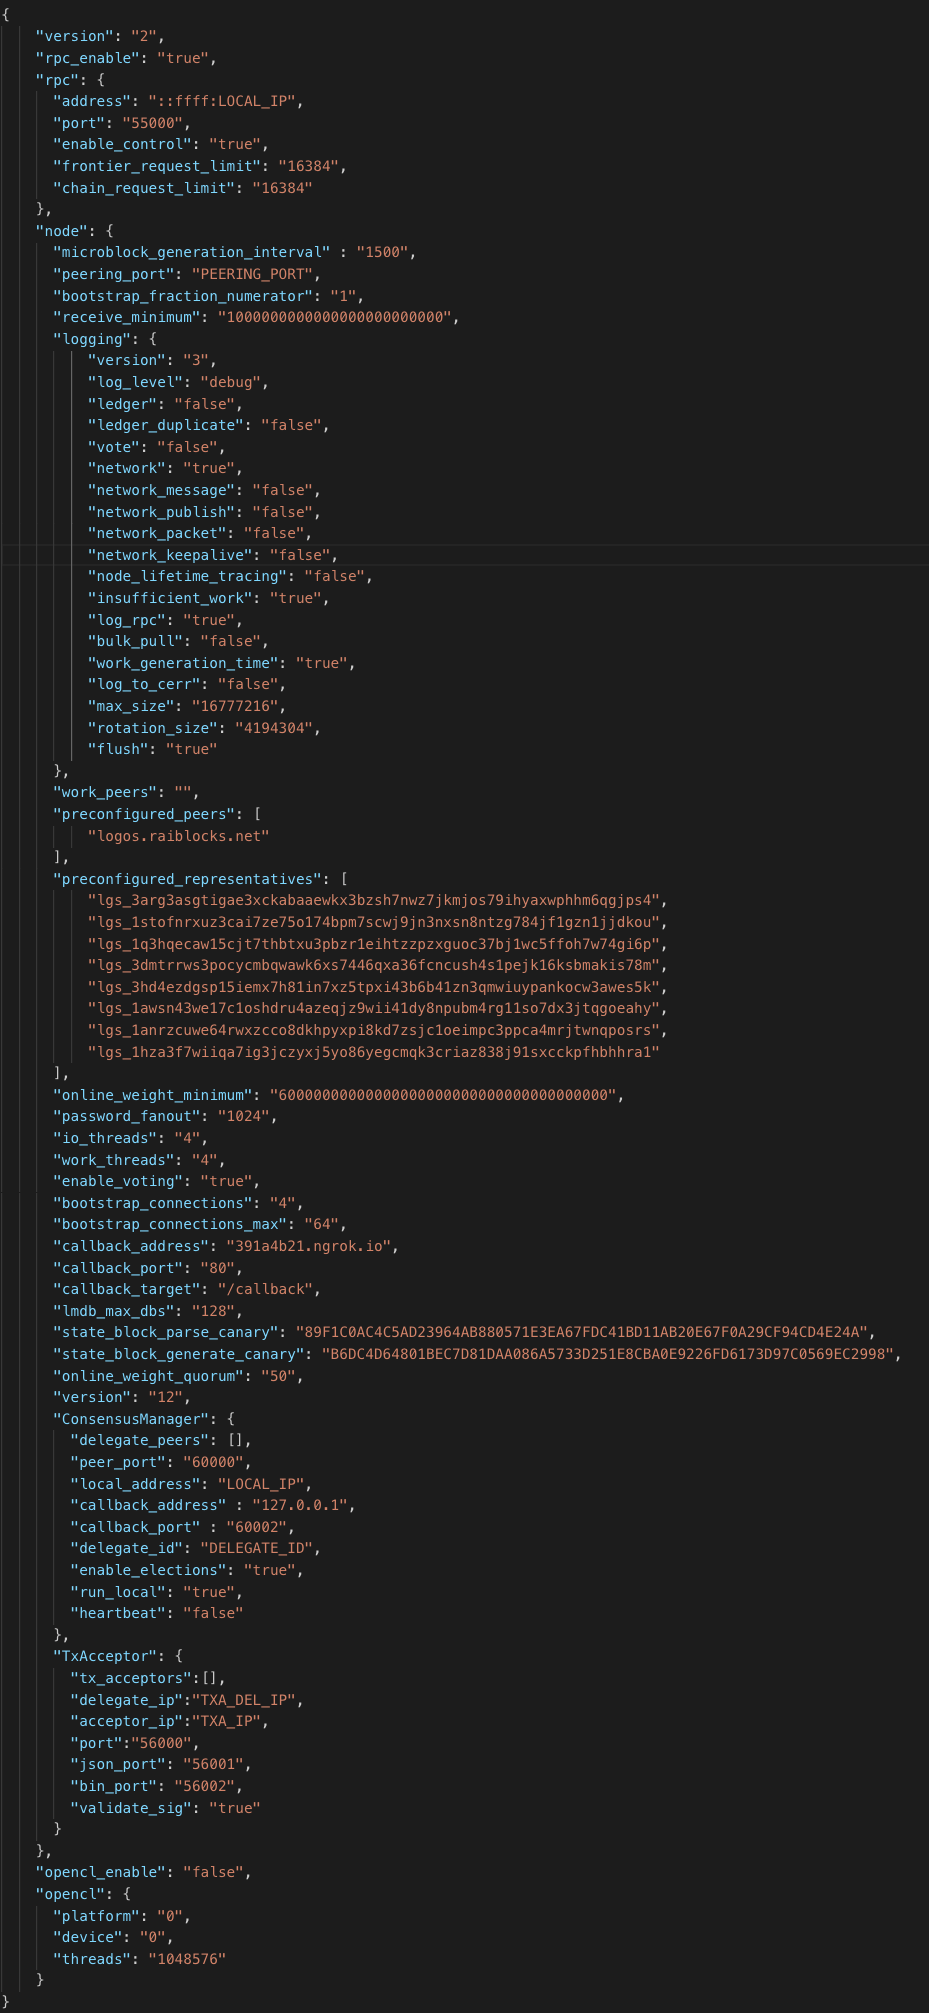 {
"version": "2",
"rpc_enable": "true",
"rpc": {
"address": "::ffff:LOCAL_IP",
"port": "55000",
"enable_control": "true",
"frontier_request_limit": "16384",
"chain_request_limit": "16384"
},
"node": {
"microblock_generation_interval" : "1500",
"peering_port": "PEERING_PORT",
"bootstrap_fraction_numerator": "1",
"receive_minimum": "1000000000000000000000000",
"logging": {
"version": "3",
"log_level": "debug",
"ledger": "false",
"ledger_duplicate": "false",
"vote": "false",
"network": "true",
"network_message": "false",
"network_publish": "false",
"network_packet": "false",
"network_keepalive": "false",
"node_lifetime_tracing": "false",
"insufficient_work": "true",
"log_rpc": "true",
"bulk_pull": "false",
"work_generation_time": "true",
"log_to_cerr": "false",
"max_size": "16777216",
"rotation_size": "4194304",
"flush": "true"
},
"work_peers": "",
"preconfigured_peers": [
"logos.raiblocks.net"
],
"preconfigured_representatives": [
"lgs_3arg3asgtigae3xckabaaewkx3bzsh7nwz7jkmjos79ihyaxwphhm6qgjps4",
"lgs_1stofnrxuz3cai7ze75o174bpm7scwj9jn3nxsn8ntzg784jf1gzn1jjdkou",
"lgs_1q3hqecaw15cjt7thbtxu3pbzr1eihtzzpzxguoc37bj1wc5ffoh7w74gi6p",
"lgs_3dmtrrws3pocycmbqwawk6xs7446qxa36fcncush4s1pejk16ksbmakis78m",
"lgs_3hd4ezdgsp15iemx7h81in7xz5tpxi43b6b41zn3qmwiuypankocw3awes5k",
"lgs_1awsn43we17c1oshdru4azeqjz9wii41dy8npubm4rg11so7dx3jtqgoeahy",
"lgs_1anrzcuwe64rwxzcco8dkhpyxpi8kd7zsjc1oeimpc3ppca4mrjtwnqposrs",
"lgs_1hza3f7wiiqa7ig3jczyxj5yo86yegcmqk3criaz838j91sxcckpfhbhhra1"
],
"online_weight_minimum": "60000000000000000000000000000000000000",
"password_fanout": "1024",
"io_threads": "4",
"work_threads": "4",
"enable_voting": "true",
"bootstrap_connections": "4",
"bootstrap_connections_max": "64",
"callback_address": "391a4b21.ngrok.io",
"callback_port": "80",
"callback_target": "/callback",
"lmdb_max_dbs": "128",
"state_block_parse_canary": "89F1C0AC4C5AD23964AB880571E3EA67FDC41BD11AB20E67F0A29CF94CD4E24A",
"state_block_generate_canary": "B6DC4D64801BEC7D81DAA086A5733D251E8CBA0E9226FD6173D97C0569EC2998",
"online_weight_quorum": "50",
"version": "12",
"ConsensusManager": {
"delegate_peers": [],
"peer_port": "60000",
"local_address": "LOCAL_IP",
"callback_address" : "127.0.0.1",
"callback_port" : "60002",
"delegate_id": "DELEGATE_ID",
"enable_elections": "true",
"run_local": "true",
"heartbeat": "false"
},
"TxAcceptor": {
"tx_acceptors":[],
"delegate_ip":"TXA_DEL_IP",
"acceptor_ip":"TXA_IP",
"port":"56000",
"json_port": "56001",
"bin_port": "56002",
"validate_sig": "true"
}
},
"opencl_enable": "false",
"opencl": {
"platform": "0",
"device": "0",
"threads": "1048576"
}
}